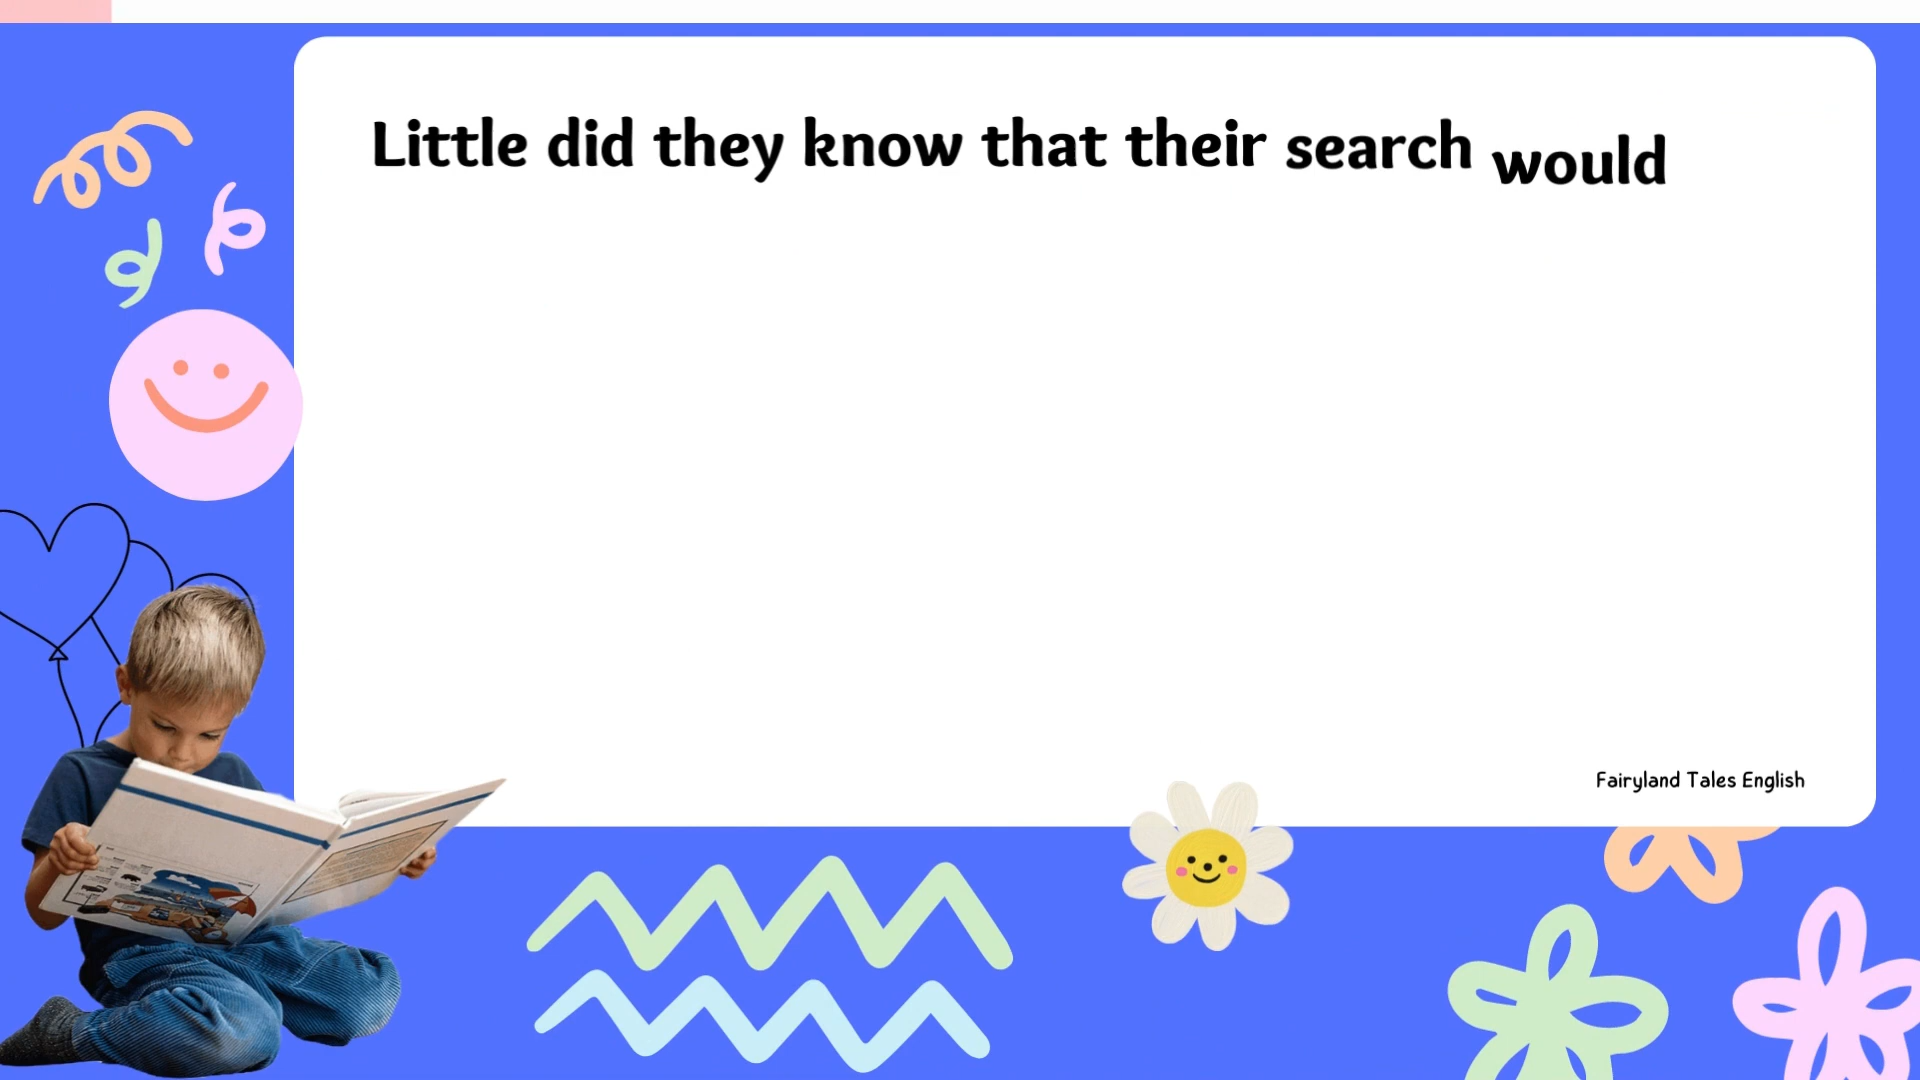 Little did they know that their search would
Fairyland Tales English